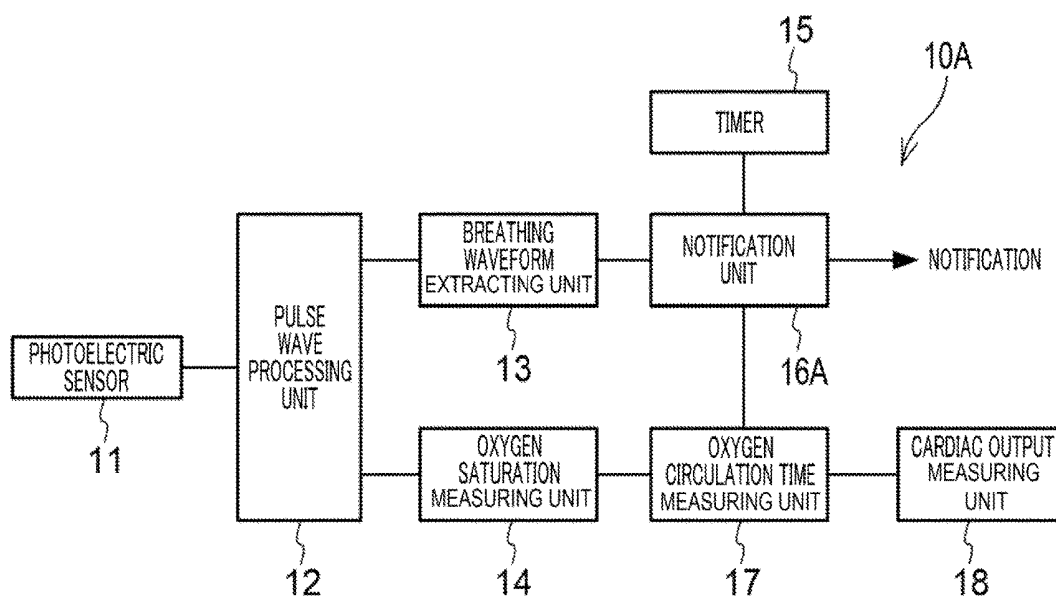 15
10A
TIMER
BREATHING
WAVEFORM
EXTRACTING UNIT
NOTIFICATION
UNIT
NOTIFICATION
PULSE
WAVE
PROCESSING
UNIT
PHOTOELECTRIC
SENSOR
13
16A
11
OXYGEN
SATURATION
MEASURING UNIT
OXYGEN
CIRCULATION TIME
MEASURING UNIT
CARDIAC OUTPUT
MEASURING
UNIT
12
14
17
18